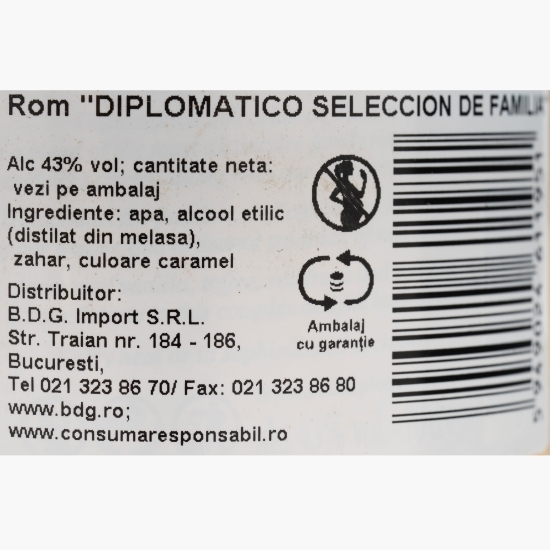 Rom "DIPLOMATICO SELECCION DE FAMILIA"
Alc 43% vol; cantitate neta:
vezi pe ambalaj
Ingrediente: apa, alcool etilic
(distilat din melasa),
zahar, culoare caramel
Distribuitor:
B.D.G. Import S.R.L.
Str. Traian nr. 184 - 186,
Bucuresti,
Tel 021 323 86 70/ Fax: 021 323 86 80
www.bdg.ro;
www.consumaresponsabil.ro
Ambalaj
cu garanție